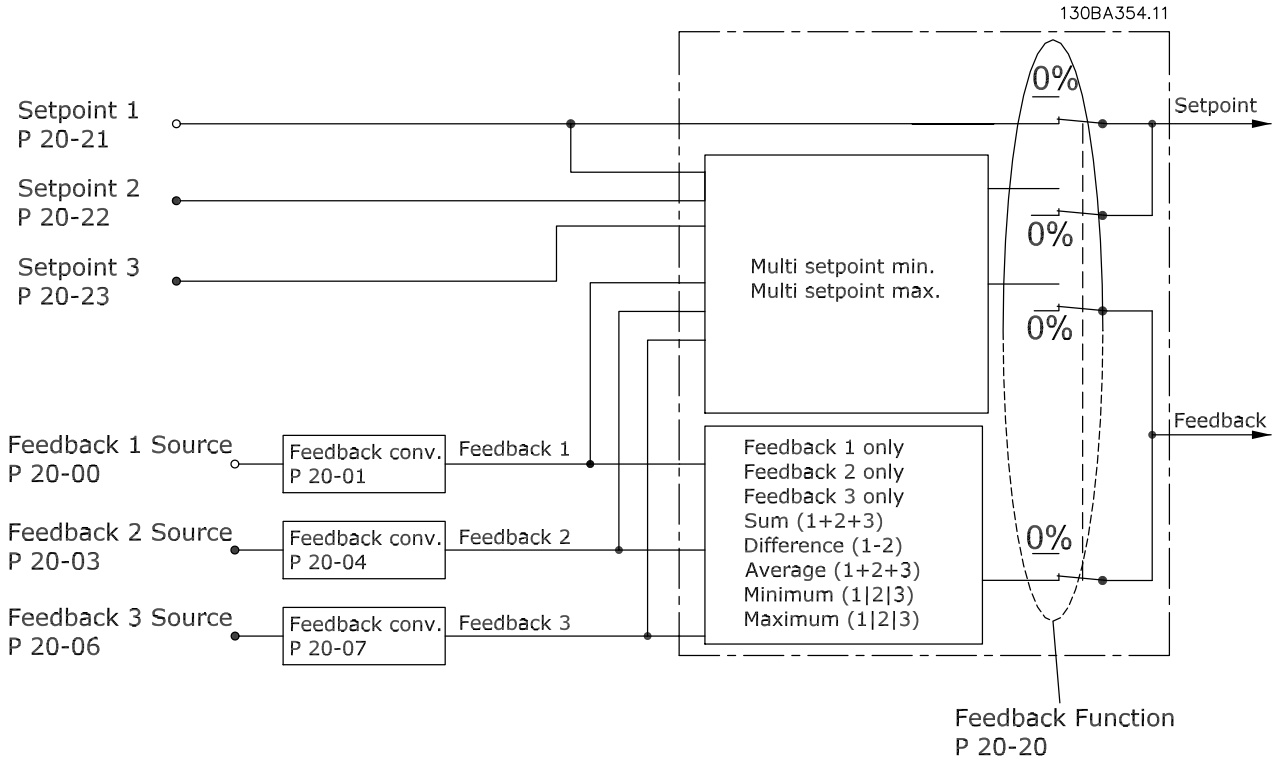 130BA354.11
0%
Setpoint 1
P 20-21
Setpoint
Setpoint 2
P 20-22
0%
Setpoint 3
P 20-23
Multi setpoint min.
Multi setpoint max.
0%
Feedback
Feedback 1 Source
P 20-00
Feedback conv.
P 20-01
Feedback 1
Feedback 2 Source
P 20-03
Feedback conv.
P 20-04
Feedback 2
Feedback 3 Source
P 20-06
Feedback conv.
P 20-07
Feedback 3
Feedback 1 only
Feedback 2 only
Feedback 3 only
Sum (1+2+3)
Difference (1-2)
Average (1+2+3)
Minimum (1|2|3)
Maximum (1|2|3)
0%
Feedback Function
P 20-20